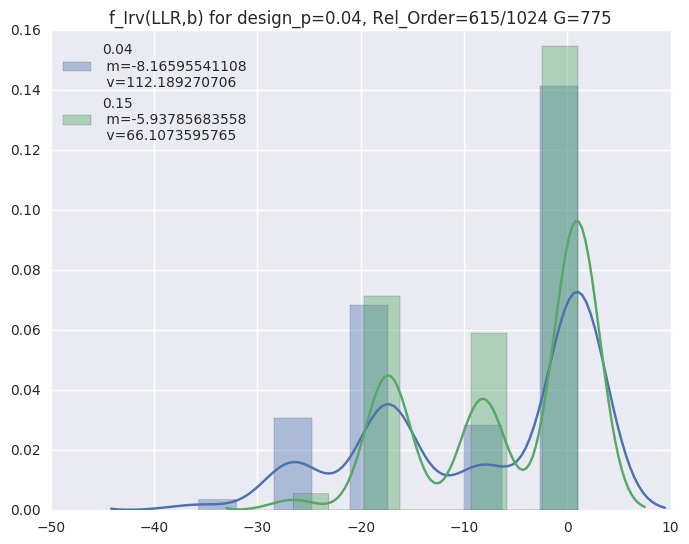 f_Irv(LLR,b) for design_p=0.04, Rel_Order=615/1024 G=775
0.04
m=-8.16595541108
v=112.189270706
0.15
m=-5.93785683558
v=66.1073595765
0.16
0.14
0.12
0.10
0.08
0.06
0.04
0.02
0.00
−50 −40 −30 −20 −10 0 10